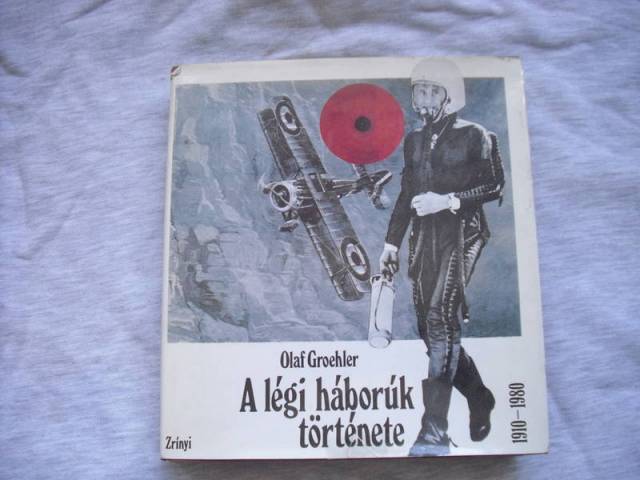 Olaf Groehler
A légi háborúk
története
1910–1980
Zrínyi